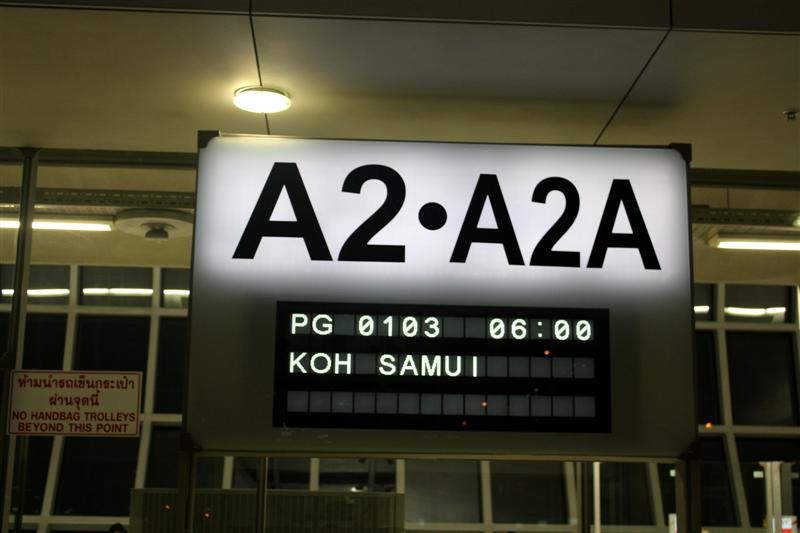 A2•A2A
PG 0103 06:00
KOH SAMUI
ห้ามนำรถเข็นกระเป๋า
ผ่านจุดนี้
NO HANDBAG TROLLEYS
BEYOND THIS POINT